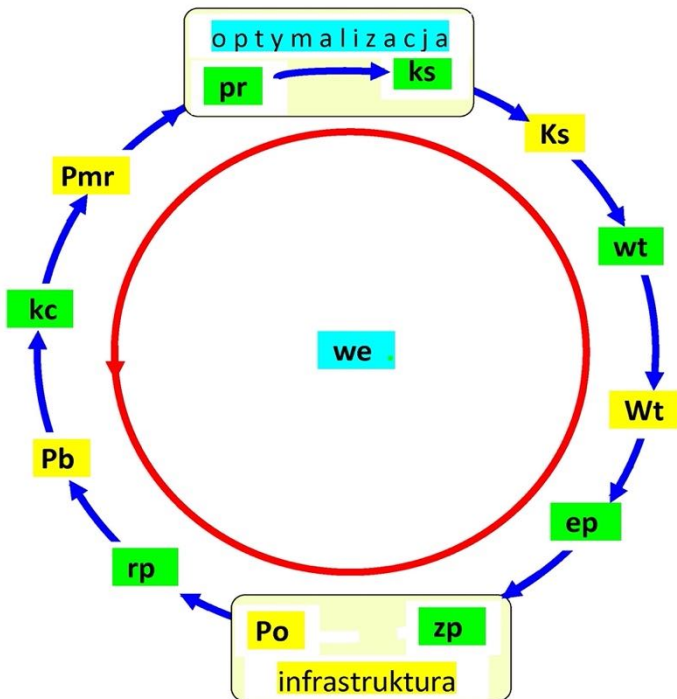 o p t y m a l i z a c j a
pr ks
Ks
Pmr
wt
kc
we .
Wt
Pb
ep
rp
Po zp
infrastruktura